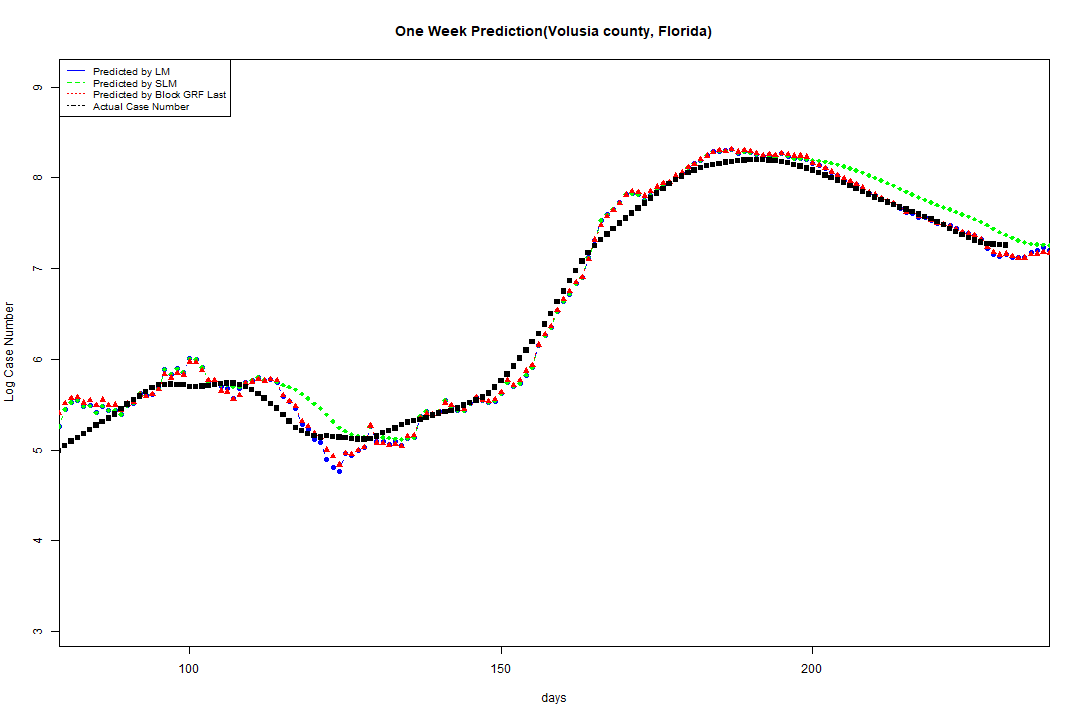 One Week Prediction(Volusia county, Florida)
Predicted by LM
Predicted by SLM
Predicted by Block GRF Last
Actual Case Number
9
8
7
6
5
4
3
Log Case Number
100 150 200
days